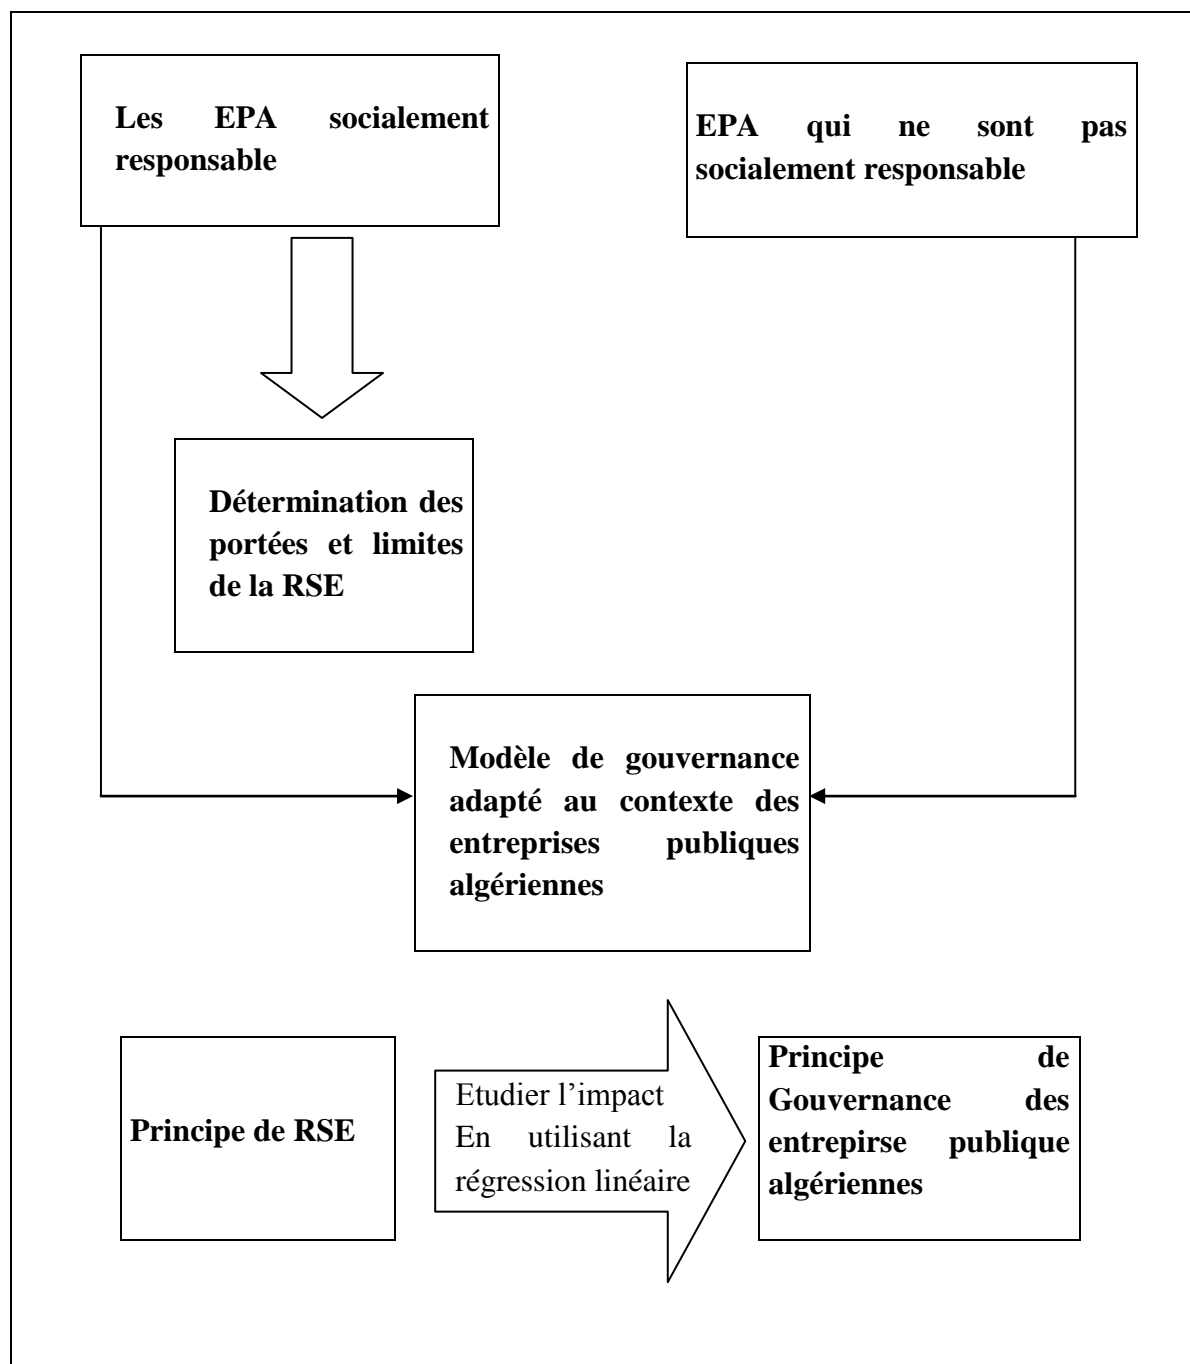 Les EPA socialement
responsable
EPA qui ne sont pas
socialement responsable
Détermination des
portées et limites
de la RSE
Modèle de gouvernance
adapté au contexte des
entreprises publiques
algériennes
Principe de RSE
Etudier l’impact
En utilisant la
régression linéaire
Principe de
Gouvernance des
entrepirse publique
algériennes